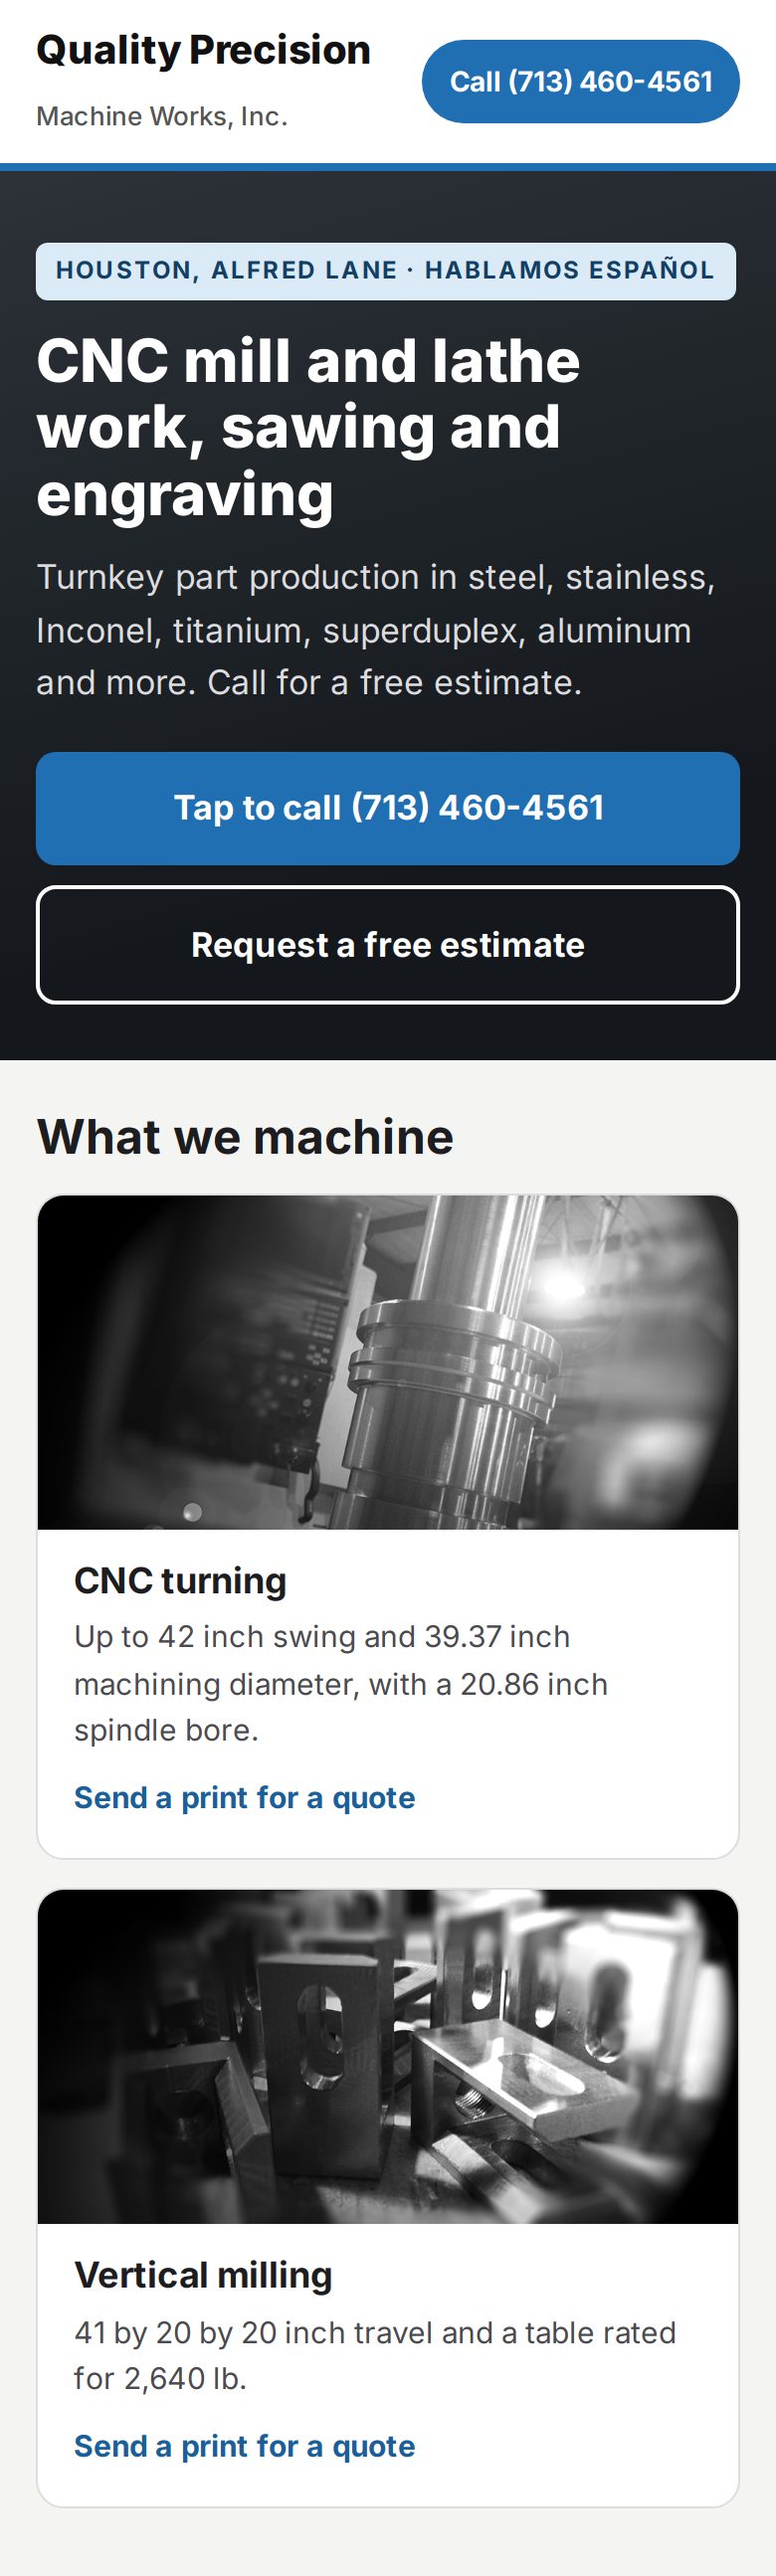 Quality Precision
Machine Works, Inc.
Call (713) 460-4561
HOUSTON, ALFRED LANE · HABLAMOS ESPAÑOL
CNC mill and lathe
work, sawing and
engraving
Turnkey part production in steel, stainless,
Inconel, titanium, superduplex, aluminum
and more. Call for a free estimate.
Tap to call (713) 460-4561
Request a free estimate
What we machine
CNC turning
Up to 42 inch swing and 39.37 inch
machining diameter, with a 20.86 inch
spindle bore.
Send a print for a quote
Vertical milling
41 by 20 by 20 inch travel and a table rated
for 2,640 lb.
Send a print for a quote